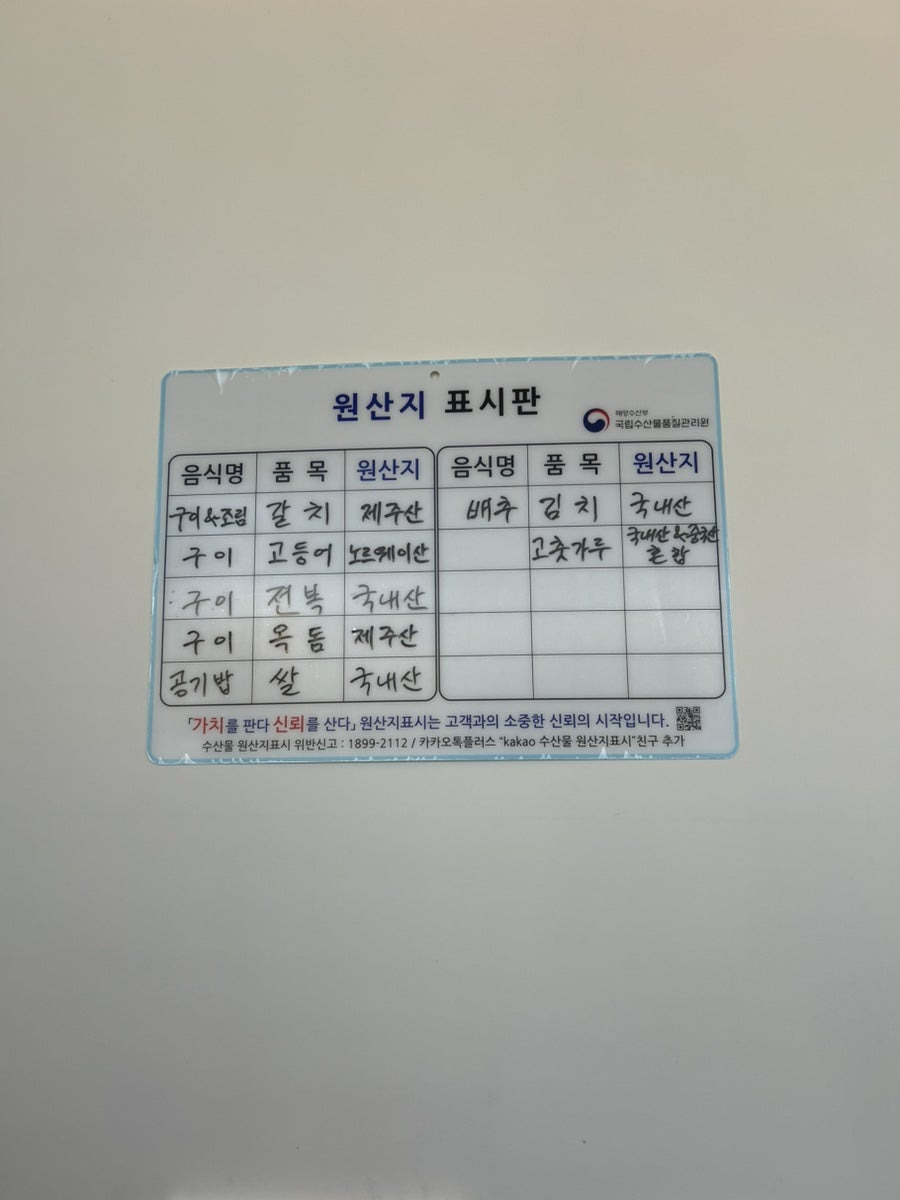 원산지 표시판
해양수산부
국립수산물품질관리원
음식명 품 목 원산지
구이&조림 갈 치 제주산
구 이 고등어 노르웨이산
구 이 전 복 국내산
구 이 옥 돔 제주산
공기밥 쌀 국내산
음식명 품 목 원산지
배추 김 치 국내산
고춧가루 국내산&중국산
혼합
「가치를 판다 신뢰를 산다」 원산지표시는 고객과의 소중한 신뢰의 시작입니다.
수산물 원산지표시 위반신고 : 1899-2112 / 카카오톡플러스 "kakao 수산물 원산지표시"친구 추가